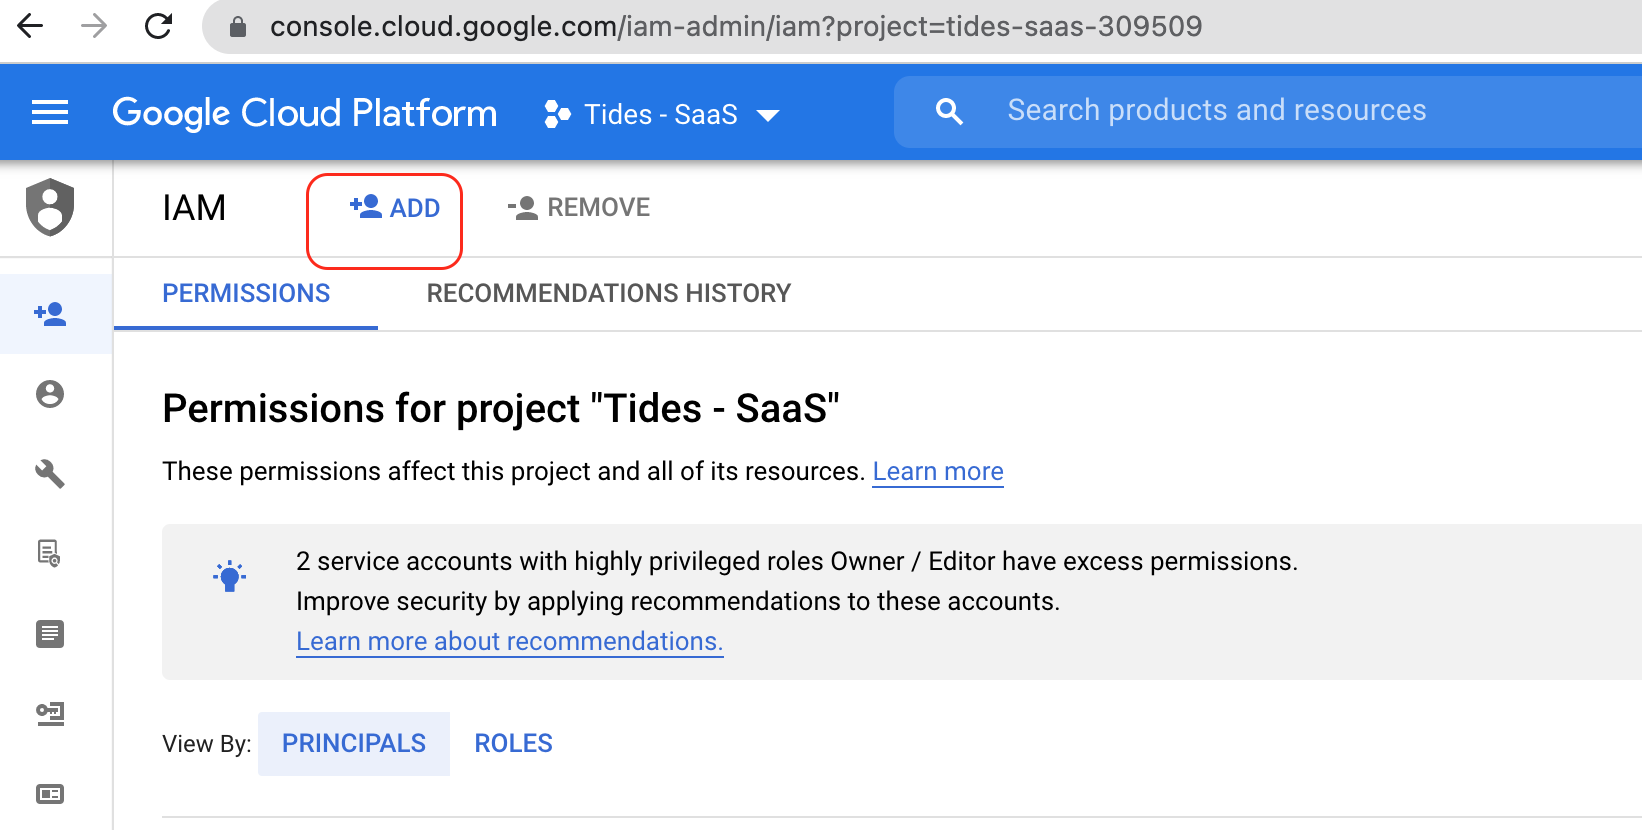 console.cloud.google.com/iam-admin/iam?project=tides-saas-309509
Google Cloud Platform Tides - SaaS Search products and resources
IAM ADD REMOVE
PERMISSIONS RECOMMENDATIONS HISTORY
Permissions for project "Tides - SaaS"
These permissions affect this project and all of its resources. Learn more
2 service accounts with highly privileged roles Owner / Editor have excess permissions.
Improve security by applying recommendations to these accounts.
Learn more about recommendations.
View By: PRINCIPALS ROLES